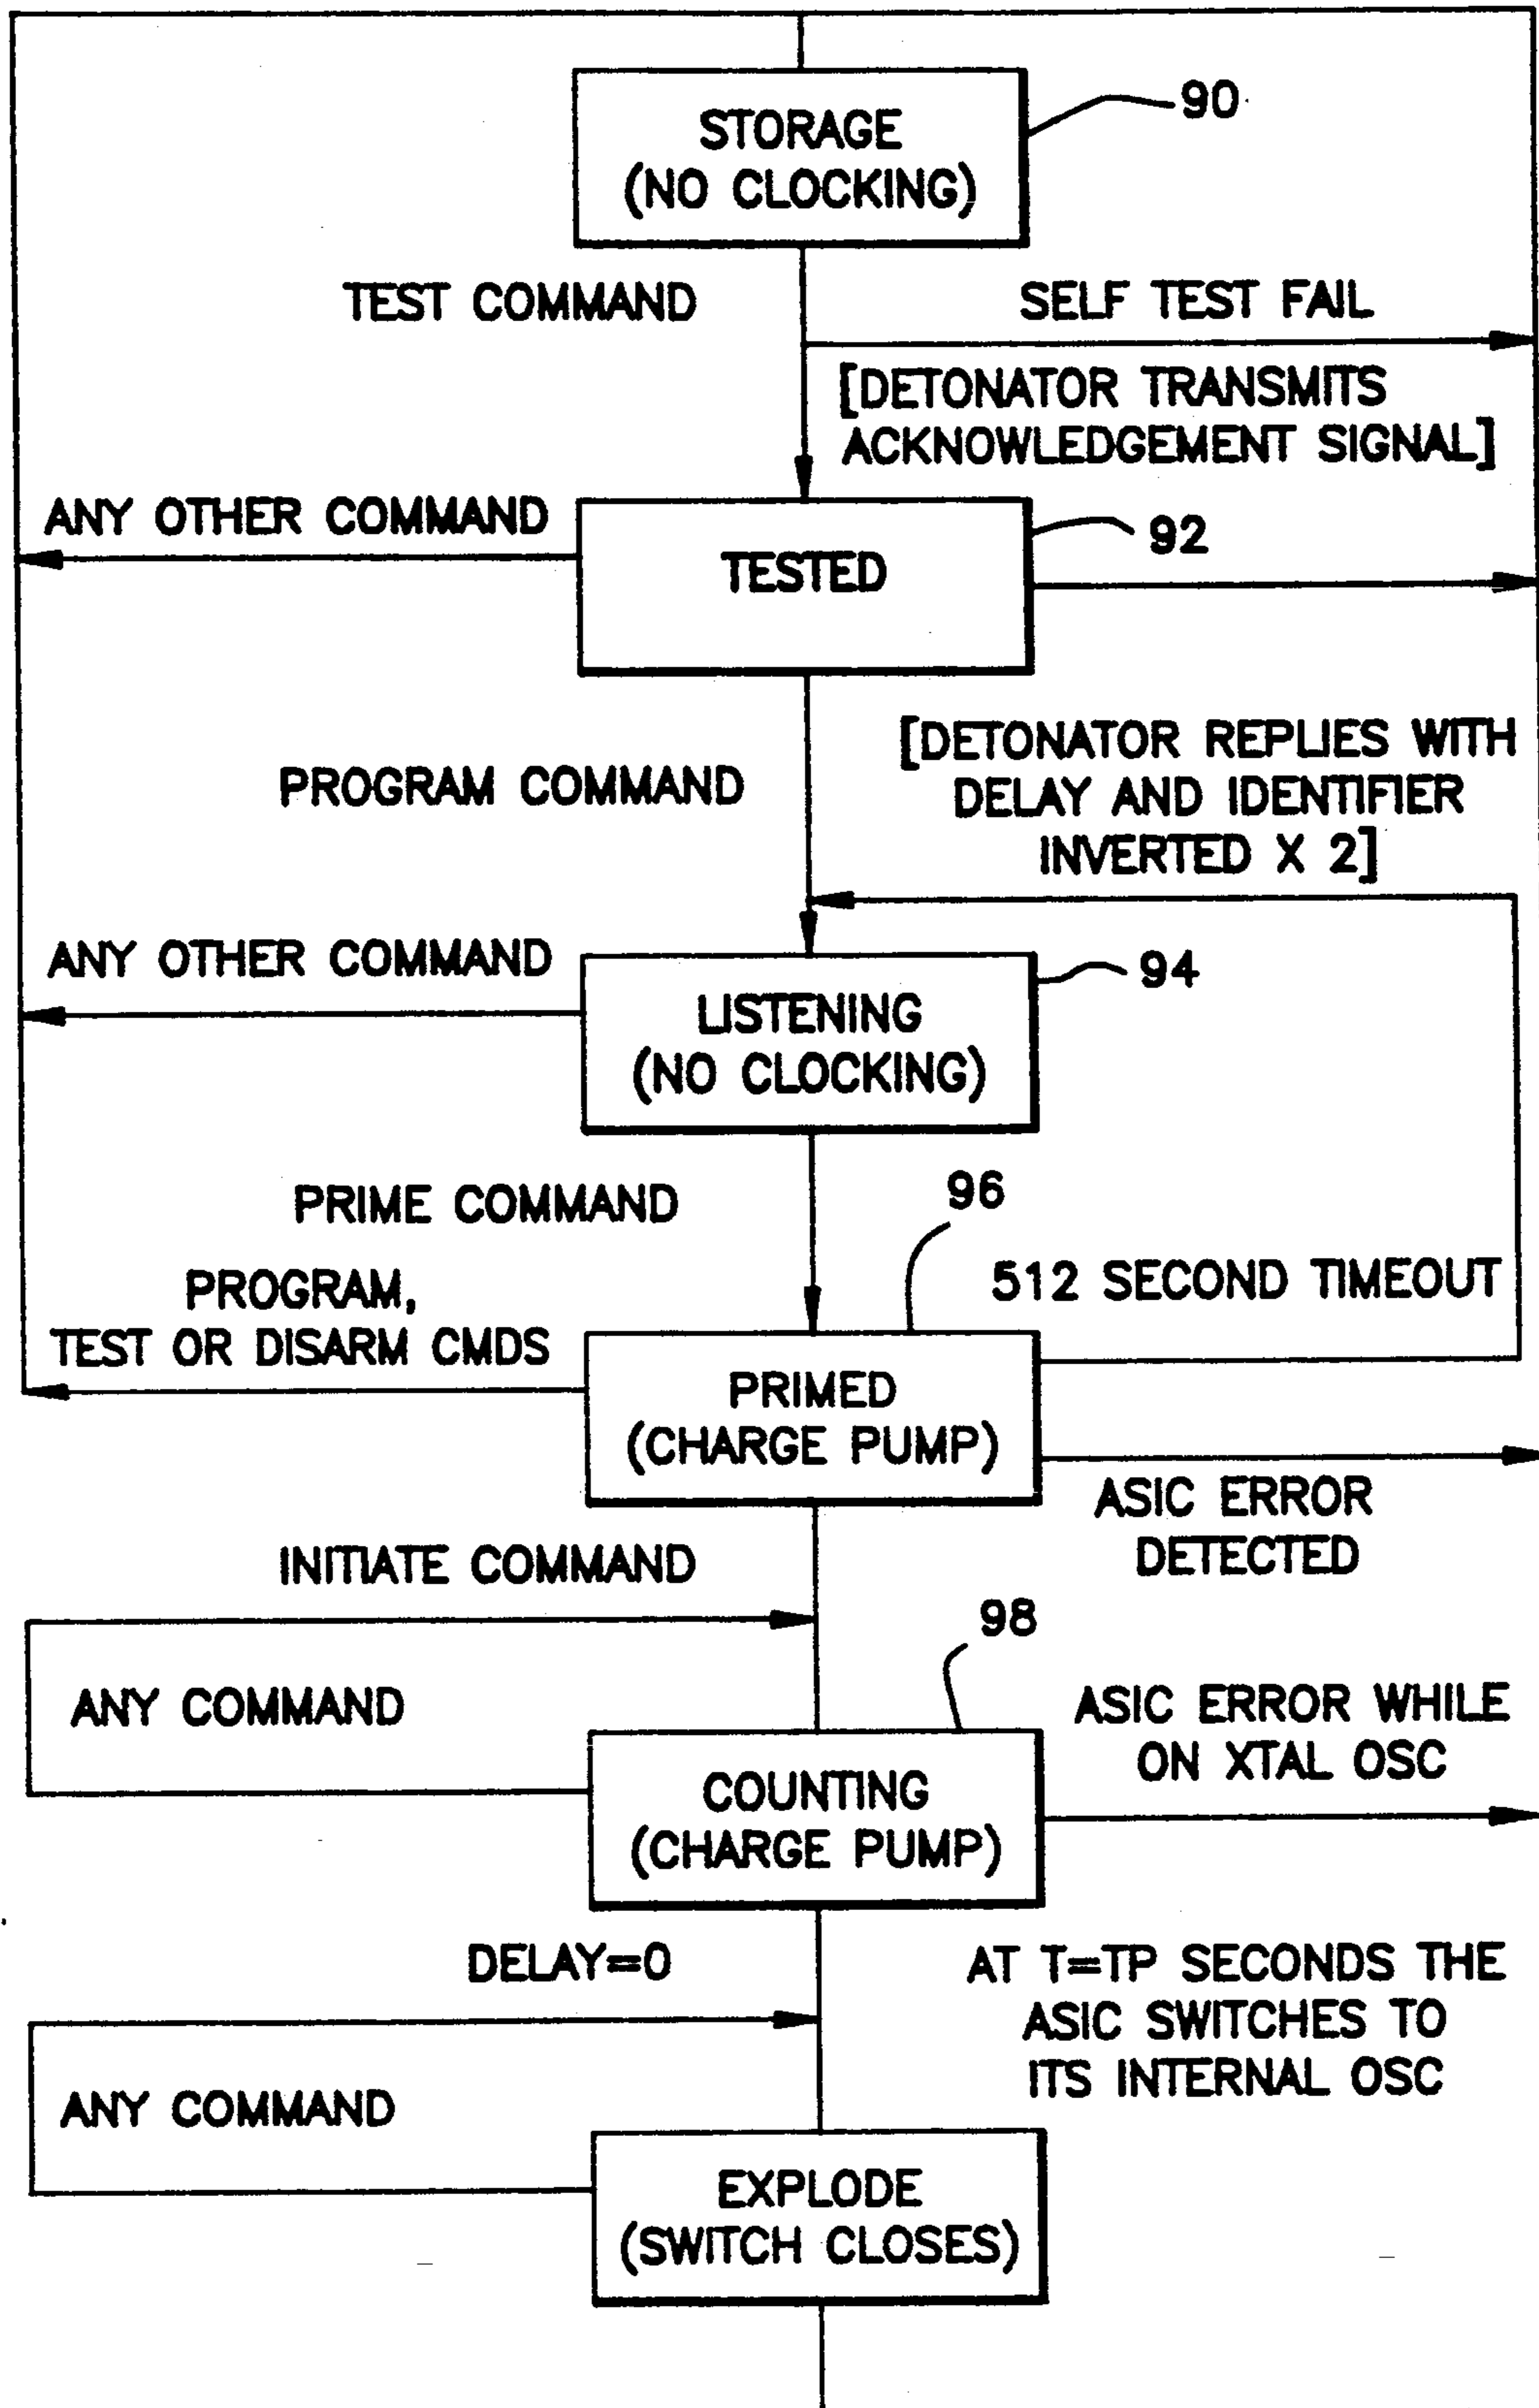 STORAGE
(NO CLOCKING)
90
TEST COMMAND
SELF TEST FAIL
[DETONATOR TRANSMITS
ACKNOWLEDGEMENT SIGNAL]
ANY OTHER COMMAND
TESTED
92
PROGRAM COMMAND
[DETONATOR REPLIES WITH
DELAY AND IDENTIFIER
INVERTED X 2]
ANY OTHER COMMAND
LISTENING
(NO CLOCKING)
94
PRIME COMMAND
96
512 SECOND TIMEOUT
PROGRAM,
TEST OR DISARM CMDS
PRIMED
(CHARGE PUMP)
ASIC ERROR
DETECTED
INITIATE COMMAND
98
ANY COMMAND
ASIC ERROR WHILE
ON XTAL OSC
COUNTING
(CHARGE PUMP)
DELAY=0
AT T=TP SECONDS THE
ASIC SWITCHES TO
ITS INTERNAL OSC
ANY COMMAND
EXPLODE
(SWITCH CLOSES)